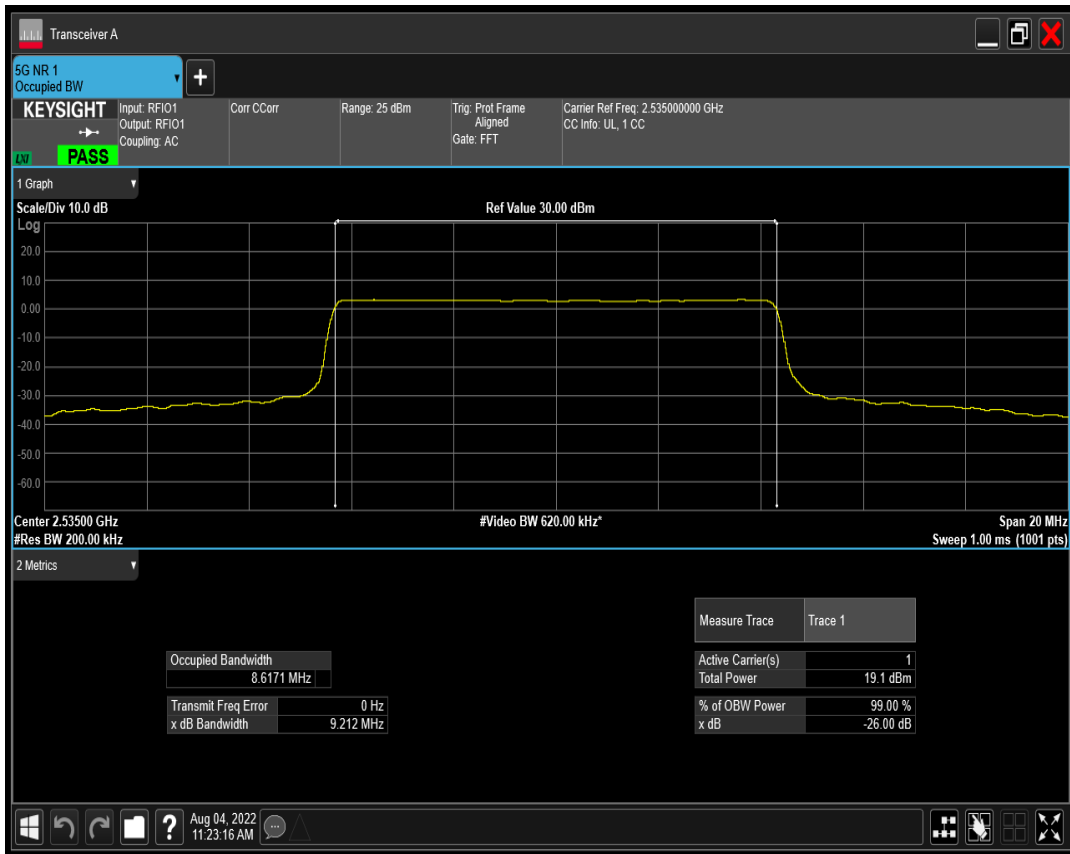 Transceiver A
5G NR 1
Occupied BW
KEYSIGHT
LXI
PASS
Input: RFIO1
Output: RFIO1
Coupling: AC
Corr CCorr
Range: 25 dBm
Trig: Prot Frame
Aligned
Gate: FFT
Carrier Ref Freq: 2.535000000 GHz
CC Info: UL, 1 CC
1 Graph
Scale/Div 10.0 dB
Ref Value 30.00 dBm
Log
20.0
10.0
0.00
-10.0
-20.0
-30.0
-40.0
-50.0
-60.0
Center 2.53500 GHz
#Video BW 620.00 kHz*
Span 20 MHz
#Res BW 200.00 kHz
Sweep 1.00 ms (1001 pts)
2 Metrics
Measure Trace Trace 1
Occupied Bandwidth
8.6171 MHz
Active Carrier(s) 1
Total Power 19.1 dBm
Transmit Freq Error 0 Hz
x dB Bandwidth 9.212 MHz
% of OBW Power 99.00 %
x dB -26.00 dB
?
Aug 04, 2022
11:23:16 AM